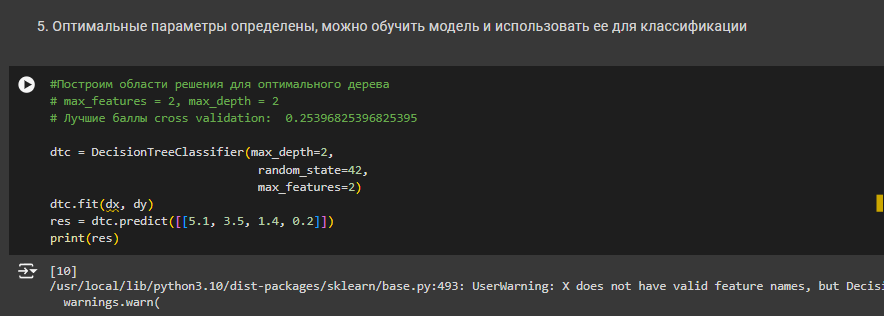 5. Оптимальные параметры определены, можно обучить модель и использовать ее для классификации
#Построим области решения для оптимального дерева
# max_features = 2, max_depth = 2
# Лучшие баллы cross validation:  0.25396825396825395
dtc = DecisionTreeClassifier(max_depth=2,
random_state=42,
max_features=2)
dtc.fit(dx, dy)
res = dtc.predict([[5.1, 3.5, 1.4, 0.2]])
print(res)
[10]
/usr/local/lib/python3.10/dist-packages/sklearn/base.py:493: UserWarning: X does not have valid feature names, but Decisi
warnings.warn(